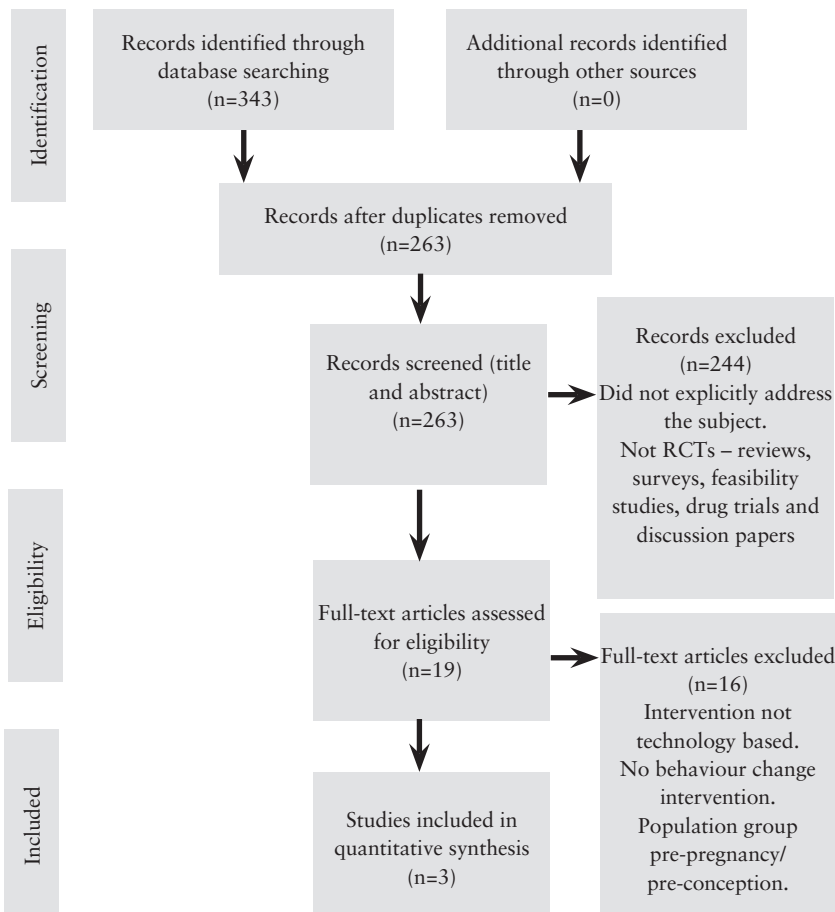 Identification
Records identified through
database searching
(n=343)
Additional records identified
through other sources
(n=0)
Records after duplicates removed
(n=263)
Screening
Records screened (title
and abstract)
(n=263)
Records excluded
(n=244)
Did not explicitly address
the subject.
Not RCTs – reviews,
surveys, feasibility
studies, drug trials and
discussion papers
Eligibility
Full-text articles assessed
for eligibility
(n=19)
Full-text articles excluded
(n=16)
Intervention not
technology based.
No behaviour change
intervention.
Population group
pre-pregnancy/
pre-conception.
Included
Studies included in
quantitative synthesis
(n=3)